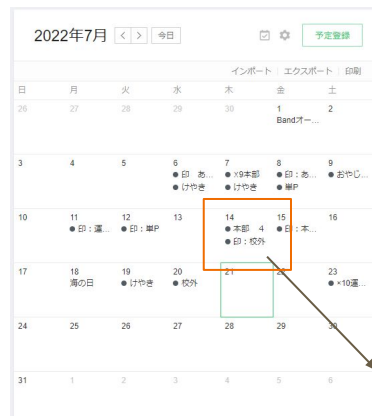 2022年7月 < > 今日 予定登録
インポート エクスポート 印刷
日 月 火 水 木 金 土
26 27 28 29 30 1 2
Bandオー...
3 4 5 6 7 8 9
●印 あ... ●×9本部 ●印：あ... ●おやじ...
●けやき ●けやき ●単P
10 11 12 13 14 15 16
●印：運... ●印：単P ●本部 4 ●印：本...
●印：校外
17 18 19 20 21 22 23
海の日 ●けやき ●校外 ●×10運...
24 25 26 27 28 29 30
31 1 2 3 4 5 6